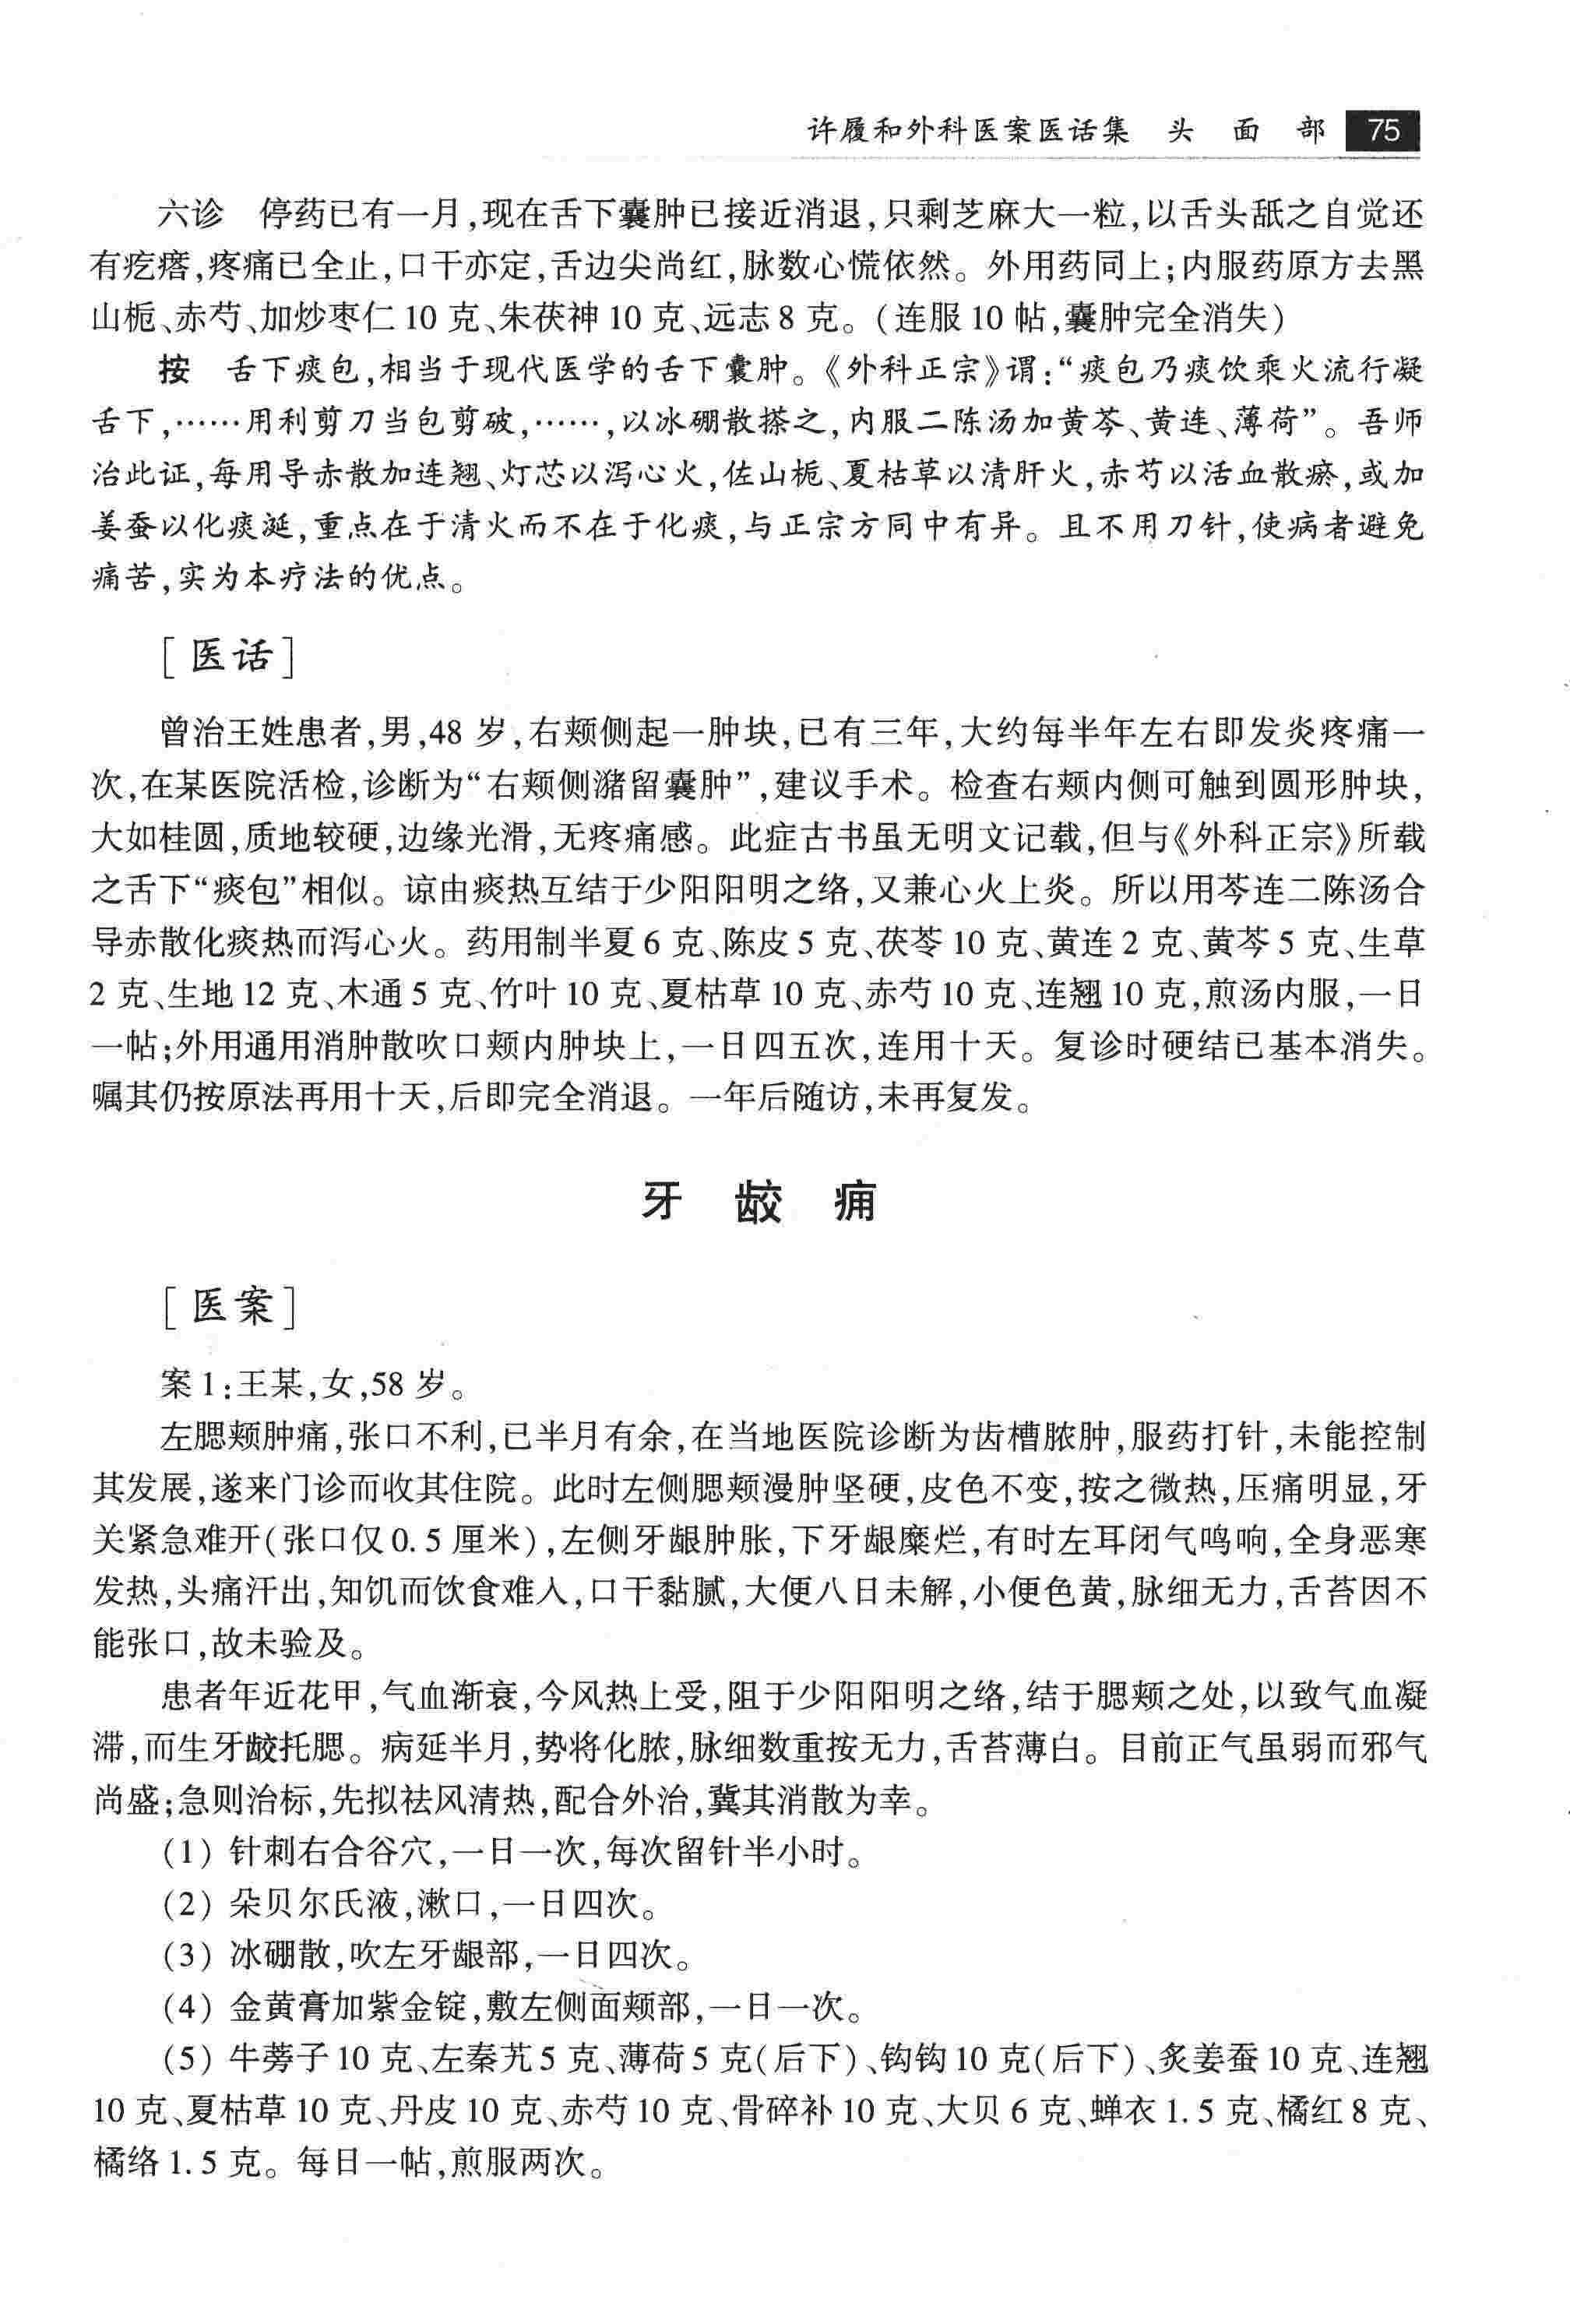 许履和外科医案医话集 头 面 部 75
六诊 停药已有一月,现在舌下囊肿已接近消退,只剩芝麻大一粒,以舌头舐之自觉还
有疙瘩,疼痛已全止,口干亦定,舌边尖尚红,脉数心慌依然。外用药同上;内服药原方去黑
山栀、赤芍、加炒枣仁 10 克、朱茯神 10 克、远志 8 克。(连服 10 帖,囊肿完全消失)
按 舌下痰包,相当于现代医学的舌下囊肿。《外科正宗》谓:“痰包乃痰饮乘火流行凝
舌下,……用利剪刀当包剪破,……,以冰硼散搽之,内服二陈汤加黄芩、黄连、薄荷”。吾师
治此证,每用导赤散加连翘、灯芯以泻心火,佐山栀、夏枯草以清肝火,赤芍以活血散瘀,或加
姜蚕以化痰涎,重点在于清火而不在于化痰,与正宗方同中有异。且不用刀针,使病者避免
痛苦,实为本疗法的优点。
[医话]
曾治王姓患者,男,48 岁,右颊侧起一肿块,已有三年,大约每半年左右即发炎疼痛一
次,在某医院活检,诊断为“右颊侧潴留囊肿”,建议手术。检查右颊内侧可触到圆形肿块,
大如桂圆,质地较硬,边缘光滑,无疼痛感。此症古书虽无明文记载,但与《外科正宗》所载
之舌下“痰包”相似。谅由痰热互结于少阳阳明之络,又兼心火上炎。所以用芩连二陈汤合
导赤散化痰热而泻心火。药用制半夏 6 克、陈皮 5 克、茯苓 10 克、黄连 2 克、黄芩 5 克、生草
2 克、生地 12 克、木通 5 克、竹叶 10 克、夏枯草 10 克、赤芍 10 克、连翘 10 克,煎汤内服,一日
一帖;外用通用消肿散吹口颊内肿块上,一日四五次,连用十天。复诊时硬结已基本消失。
嘱其仍按原法再用十天,后即完全消退。一年后随访,未再复发。
牙 龈 痈
[医案]
案 1:王某,女,58 岁。
左腮颊肿痛,张口不利,已半月有余,在当地医院诊断为齿槽脓肿,服药打针,未能控制
其发展,遂来门诊而收其住院。此时左侧腮颊漫肿坚硬,皮色不变,按之微热,压痛明显,牙
关紧急难开(张口仅 0.5 厘米),左侧牙龈肿胀,下牙龈糜烂,有时左耳闭气鸣响,全身恶寒
发热,头痛汗出,知饥而饮食难入,口干黏腻,大便八日未解,小便色黄,脉细无力,舌苔因不
能张口,故未验及。
患者年近花甲,气血渐衰,今风热上受,阻于少阳阳明之络,结于腮颊之处,以致气血凝
滞,而生牙龈托腮。病延半月,势将化脓,脉细数重按无力,舌苔薄白。目前正气虽弱而邪气
尚盛;急则治标,先拟祛风清热,配合外治,冀其消散为幸。
(1) 针刺右合谷穴,一日一次,每次留针半小时。
(2) 朵贝尔氏液,漱口,一日四次。
(3) 冰硼散,吹左牙龈部,一日四次。
(4) 金黄膏加紫金锭,敷左侧面颊部,一日一次。
(5) 牛蒡子 10 克、左秦艽 5 克、薄荷 5 克(后下)、钩钩 10 克(后下)、炙姜蚕 10 克、连翘
10 克、夏枯草 10 克、丹皮 10 克、赤芍 10 克、骨碎补 10 克、大贝 6 克、蝉衣 1.5 克、橘红 8 克、
橘络 1.5 克。每日一帖,煎服两次。